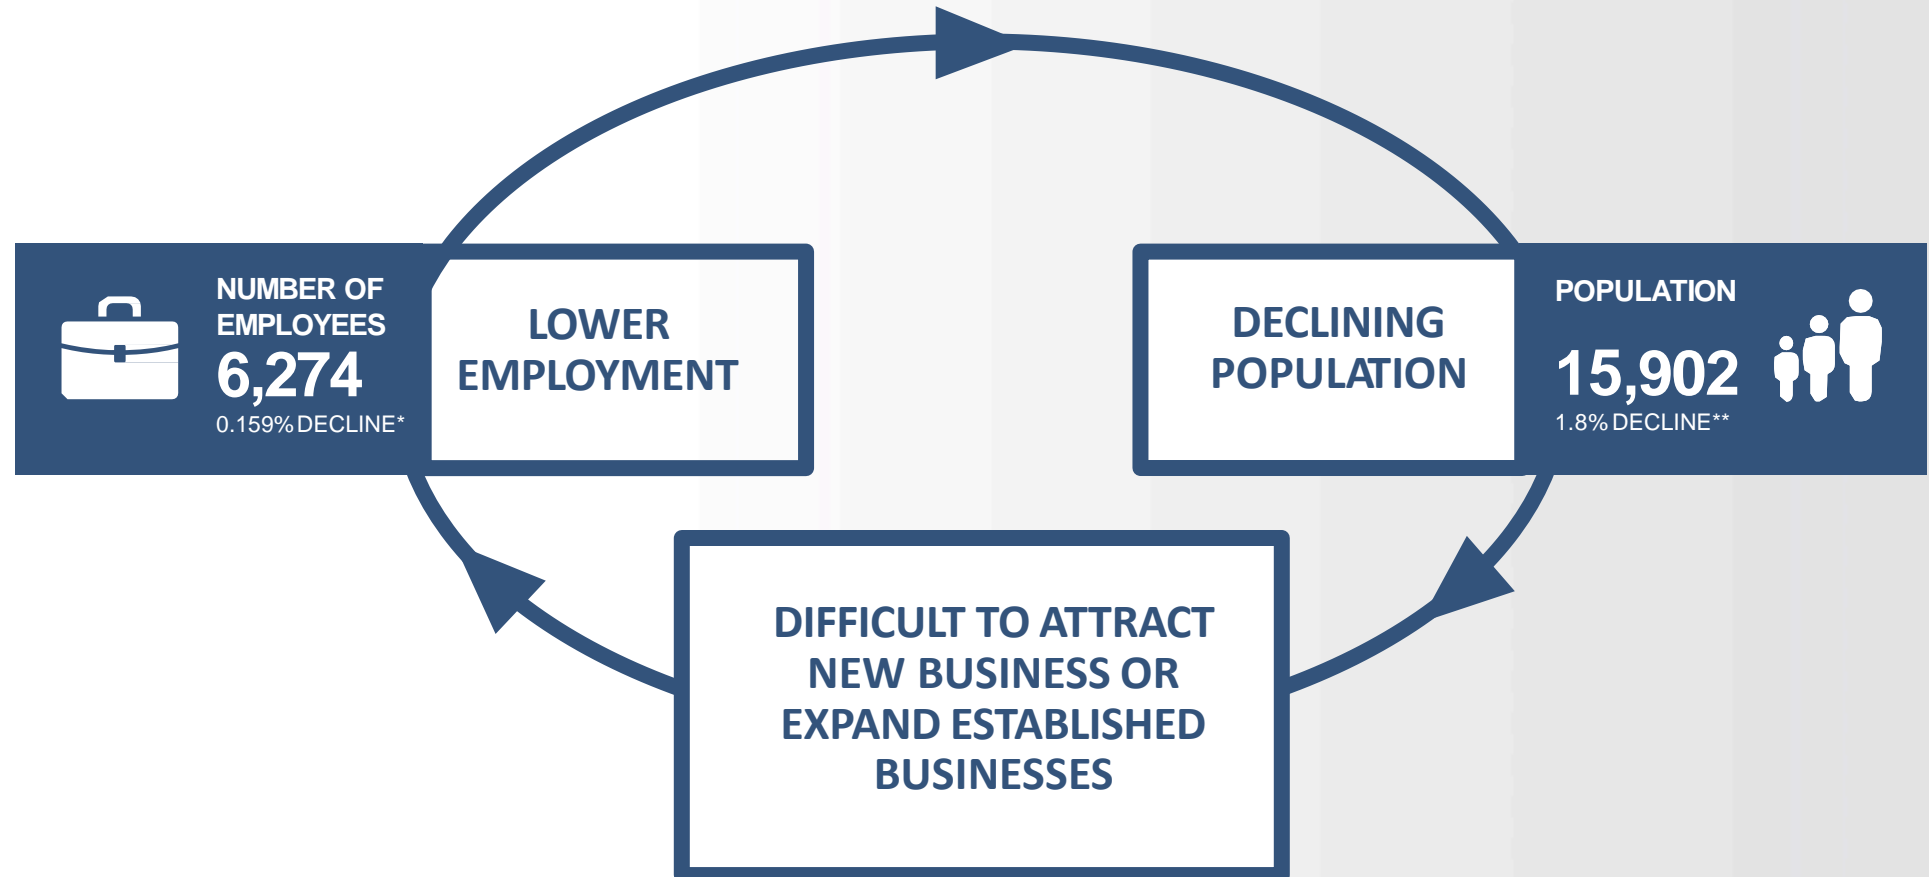 NUMBER OF
EMPLOYEES
6,274
0.159% DECLINE*
LOWER
EMPLOYMENT
DECLINING
POPULATION
POPULATION
15,902
1.8% DECLINE**
DIFFICULT TO ATTRACT
NEW BUSINESS OR
EXPAND ESTABLISHED
BUSINESSES